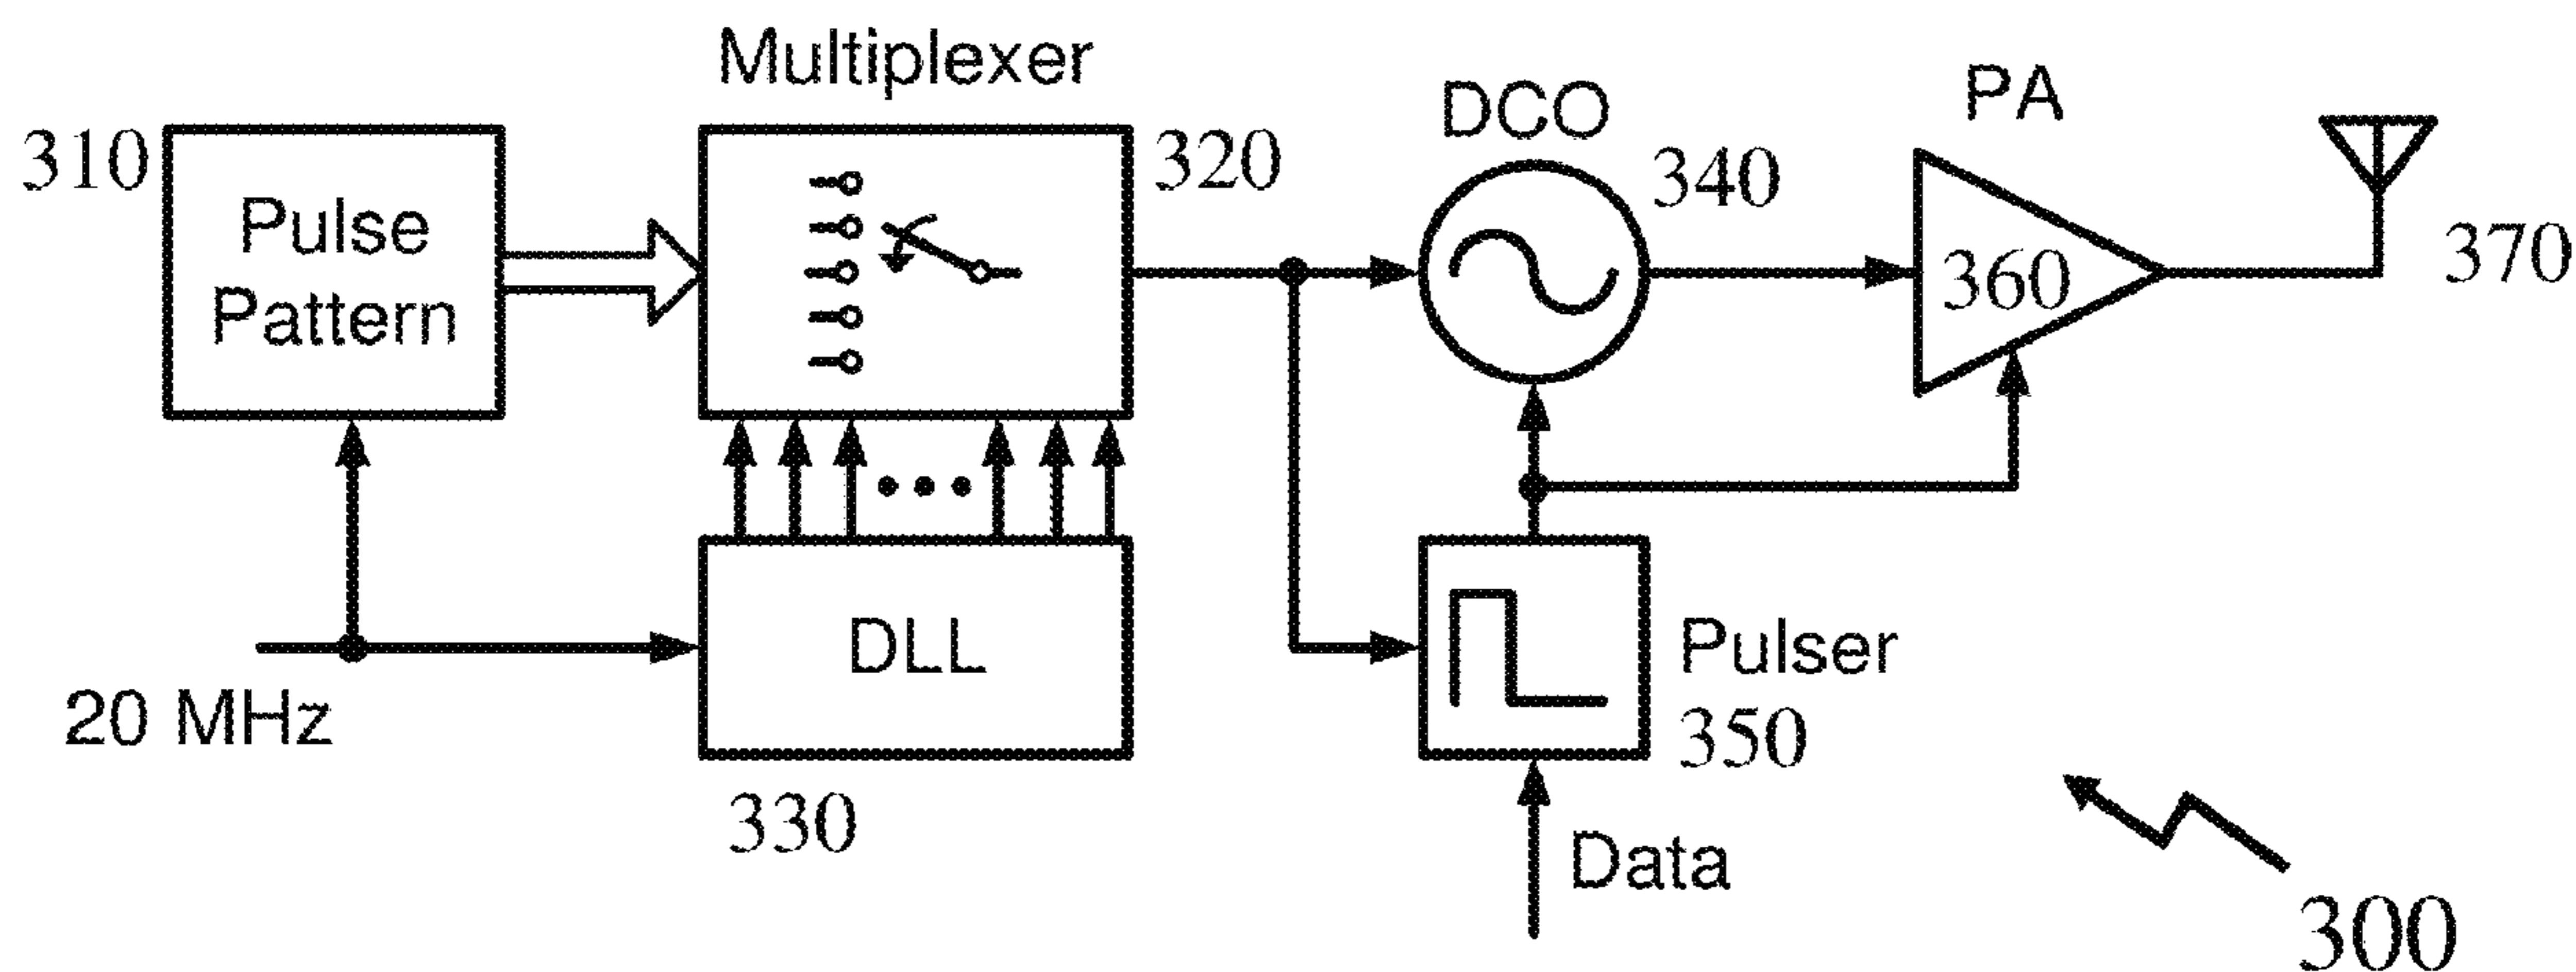 Multiplexer
DCO
PA
310
320
340
Pulse
Pattern
360
370
DLL
Pulser
20 MHz
350
330
Data
300